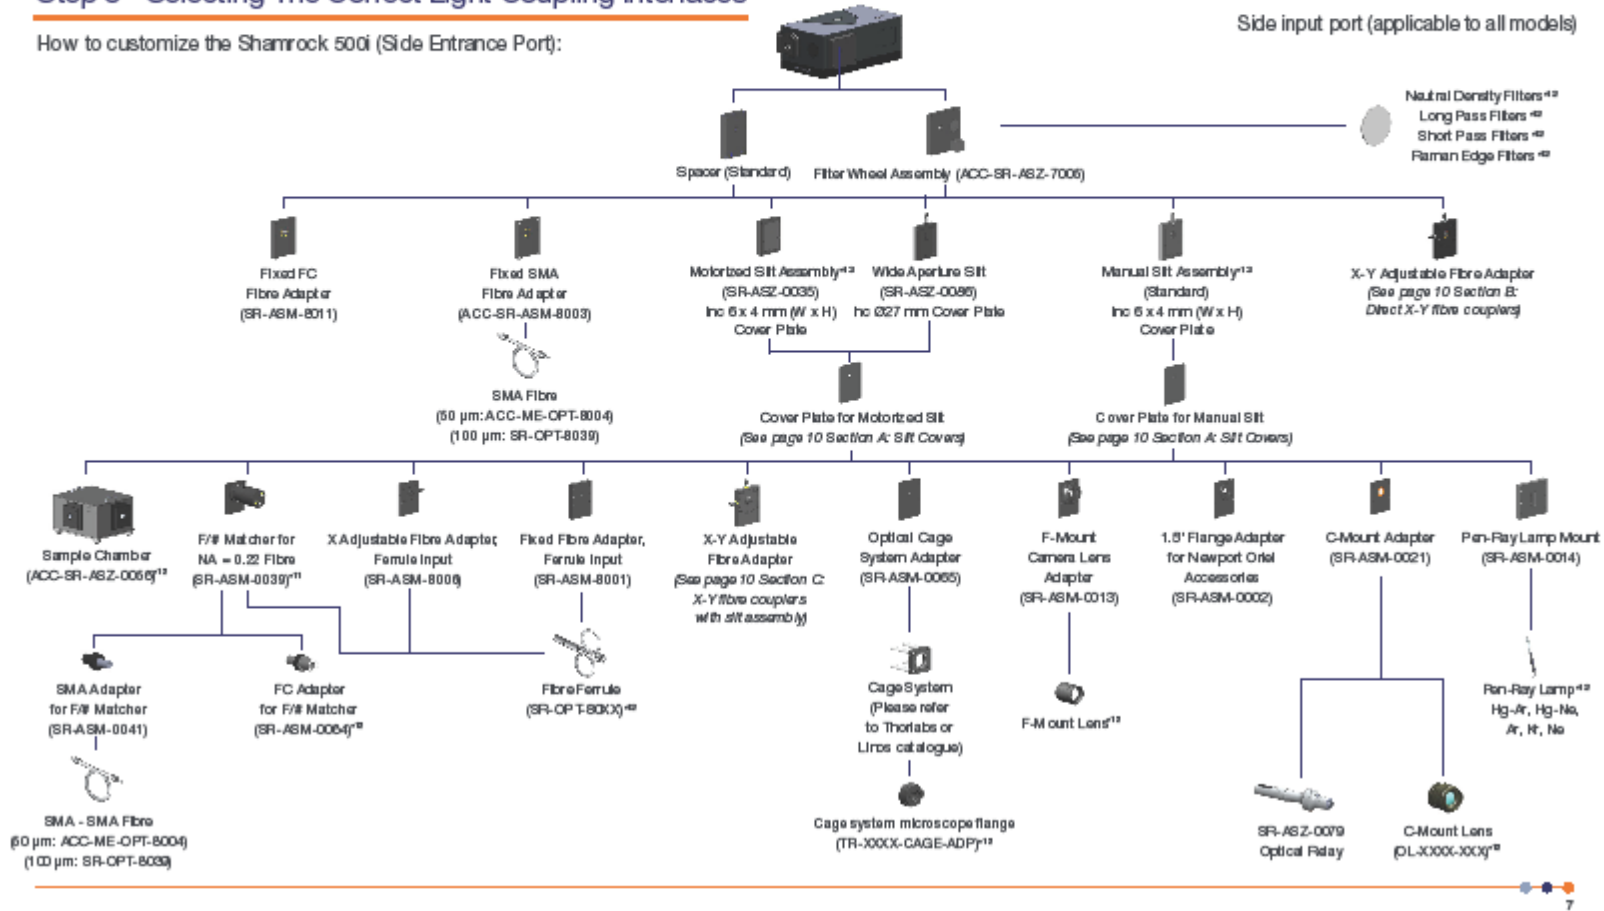 Step 3 - Selecting The Correct Light Coupling Interfaces
How to customize the Shamrock 500i (Side Entrance Port):
Side input port (applicable to all models)
Neutral Density Filters
Long Pass Filters
Short Pass Filters
Raman Edge Filters
Spacer (Standard)
Filter Wheel Assembly (ACC-SR-ASZ-7006)
Fixed FC
Fibre Adapter
(SR-ASM-8011)
Fixed SMA
Fibre Adapter
(ACC-SR-ASM-8003)
Motorized Slit Assembly
(SR-ASZ-0035)
Inc 6 x 4 mm (W x H)
Cover Plate
Wide Aperture Slit
(SR-ASZ-0086)
Inc Ø27 mm Cover Plate
Manual Slit Assembly
(Standard)
Inc 6 x 4 mm (W x H)
Cover Plate
X-Y Adjustable Fibre Adapter
(See page 10 Section B:
Direct X-Y fibre couplers)
SMA Fibre
(50 µm: ACC-ME-OPT-8004)
(100 µm: SR-OPT-8039)
Cover Plate for Motorized Slit
(See page 10 Section A: Slit Covers)
Cover Plate for Manual Slit
(See page 10 Section A: Slit Covers)
Sample Chamber
(ACC-SR-ASZ-0056)
F/# Matcher for
NA = 0.22 Fibre
(SR-ASM-0039)
X Adjustable Fibre Adapter,
Ferrule Input
(SR-ASM-8006)
Fixed Fibre Adapter,
Ferrule Input
(SR-ASM-8001)
X-Y Adjustable
Fibre Adapter
(See page 10 Section C:
X-Y fibre couplers
with slit assembly)
Optical Cage
System Adapter
(SR-ASM-0065)
F-Mount
Camera Lens
Adapter
(SR-ASM-0013)
1.5" Flange Adapter
for Newport Oriel
Accessories
(SR-ASM-0002)
C-Mount Adapter
(SR-ASM-0021)
Pen-Ray Lamp Mount
(SR-ASM-0014)
SMA Adapter
for F/# Matcher
(SR-ASM-0041)
FC Adapter
for F/# Matcher
(SR-ASM-0064)
Fibre Ferrule
(SR-OPT-80XX)
Cage System
(Please refer
to Thorlabs or
Linos catalogue)
F-Mount Lens
Pen-Ray Lamp
Hg-Ar, Hg-Ne,
Ar, Kr, Ne
SMA - SMA Fibre
(50 µm: ACC-ME-OPT-8004)
(100 µm: SR-OPT-8039)
Cage system microscope flange
(TR-XXXX-CAGE-ADP)
SR-ASZ-0079
Optical Relay
C-Mount Lens
(OL-XXXX-XXX)
7